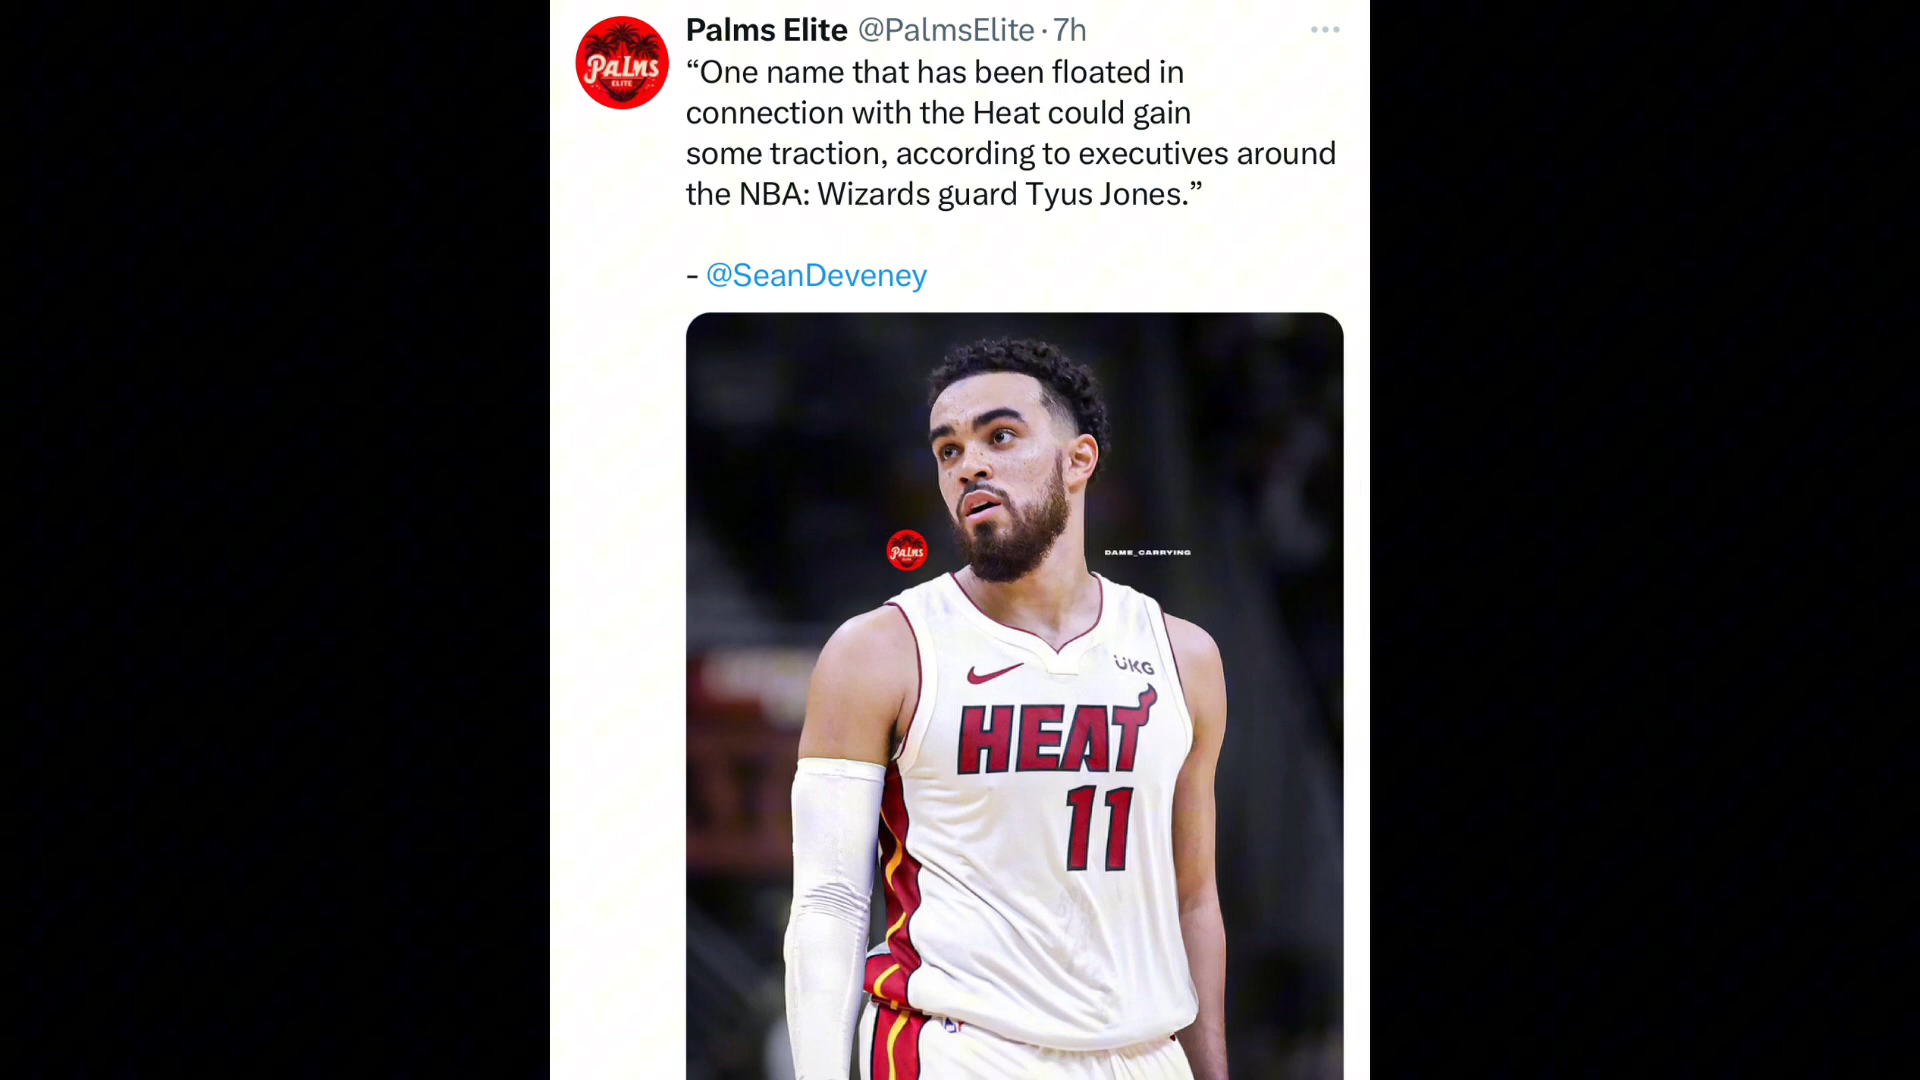 Palms Elite @PalmsElite · 7h
“One name that has been floated in
connection with the Heat could gain
some traction, according to executives around
the NBA: Wizards guard Tyus Jones.”
- @SeanDeveney
PaLms
ELITE
PaLms
DAME_CARRYING
UKG
HEAT
11